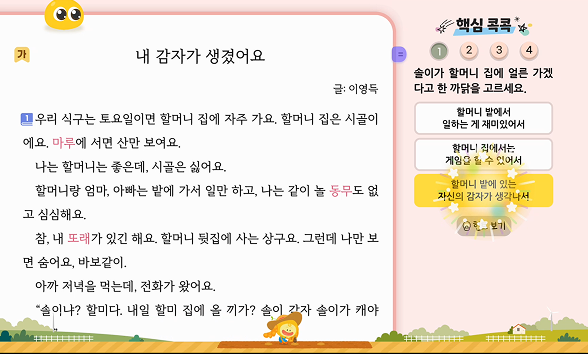 가
내 감자가 생겼어요
글: 이영득
1 우리 식구는 토요일이면 할머니 집에 자주 가요. 할머니 집은 시골이
에요. 마루에 서면 산만 보여요.
나는 할머니는 좋은데, 시골은 싫어요.
할머니랑 엄마, 아빠는 밭에 가서 일만 하고, 나는 같이 놀 동무도 없
고 심심해요.
참, 내 또래가 있긴 해요. 할머니 뒷집에 사는 상구요. 그런데 나만 보
면 숨어요, 바보같이.
아까 저녁을 먹는데, 전화가 왔어요.
“솔이냐? 할미다. 내일 할미 집에 올 끼가? 솔이 감자 솔이가 캐야
핵심 콕콕
1 2 3 4
솔이가 할머니 집에 얼른 가겠
다고 한 까닭을 고르세요.
할머니 밭에서
일하는 게 재미있어서
할머니 집에서는
게임을 할 수 있어서
할머니 밭에 있는
자신의 감자가 생각나서
보기